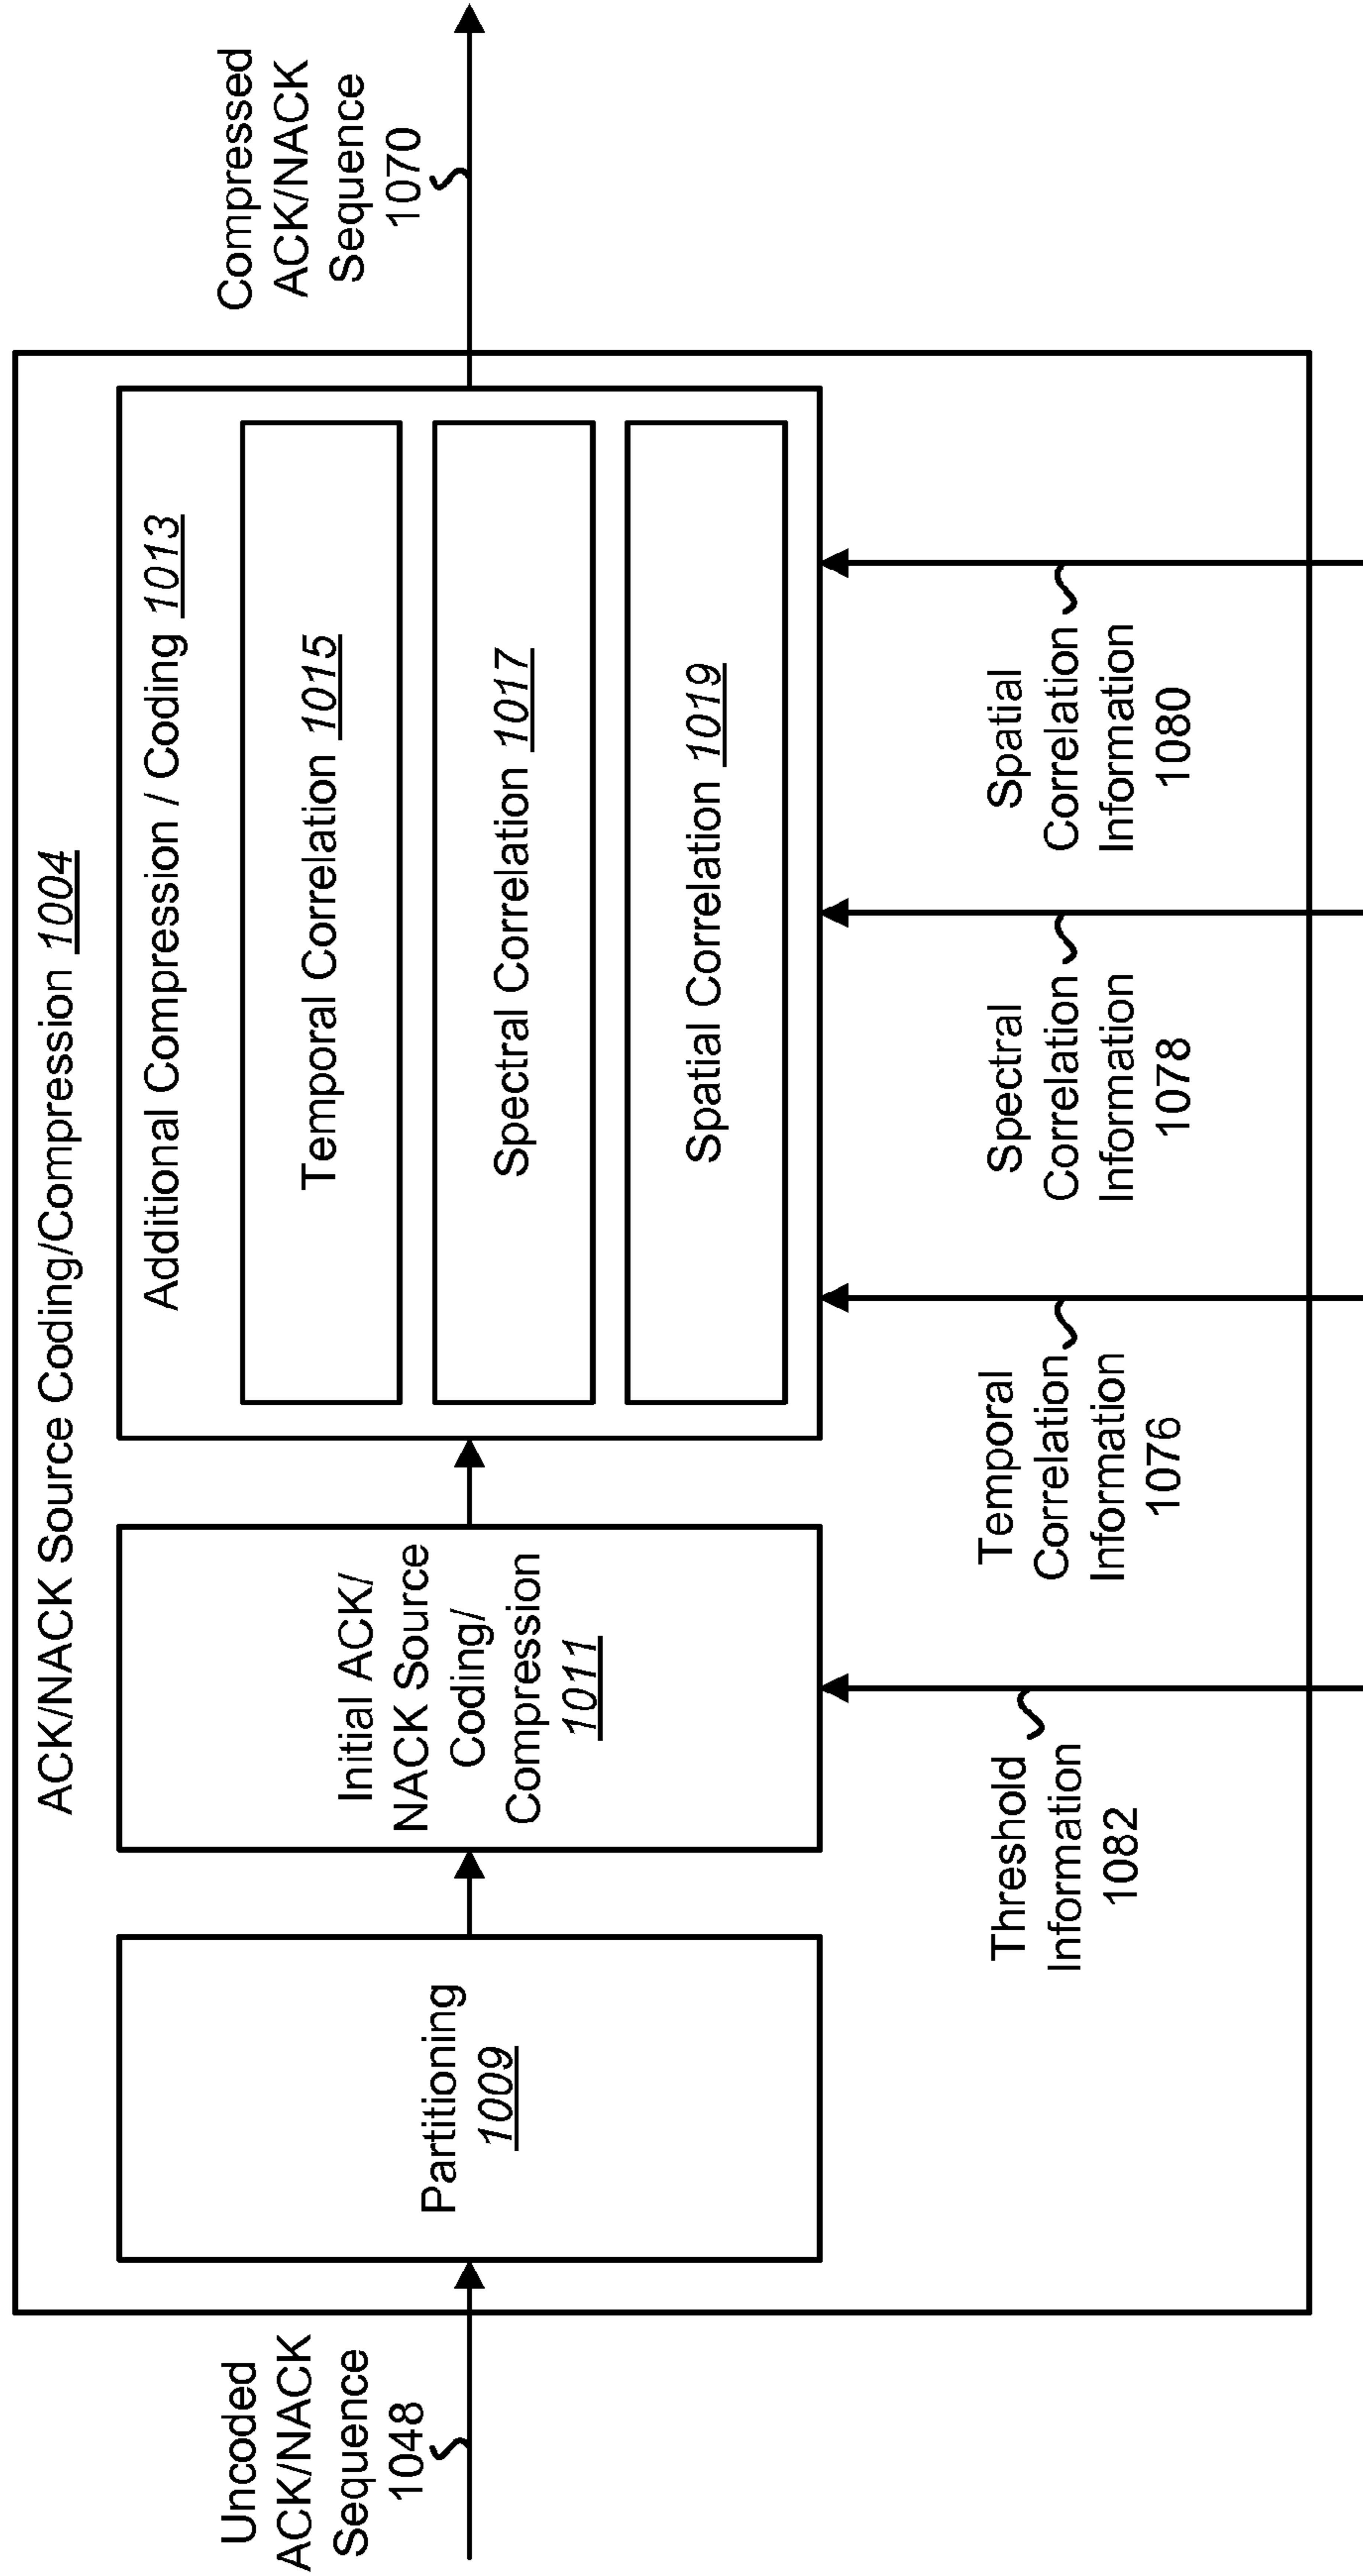 ACK/NACK Source Coding/Compression 1004
Uncoded
ACK/NACK
Sequence
1048
Partitioning
1009
Initial ACK/
NACK Source
Coding/
Compression
1011
Additional Compression / Coding 1013
Temporal Correlation 1015
Spectral Correlation 1017
Spatial Correlation 1019
Compressed
ACK/NACK
Sequence
1070
Threshold
Information
1082
Temporal
Correlation
Information
1076
Spectral
Correlation
Information
1078
Spatial
Correlation
Information
1080